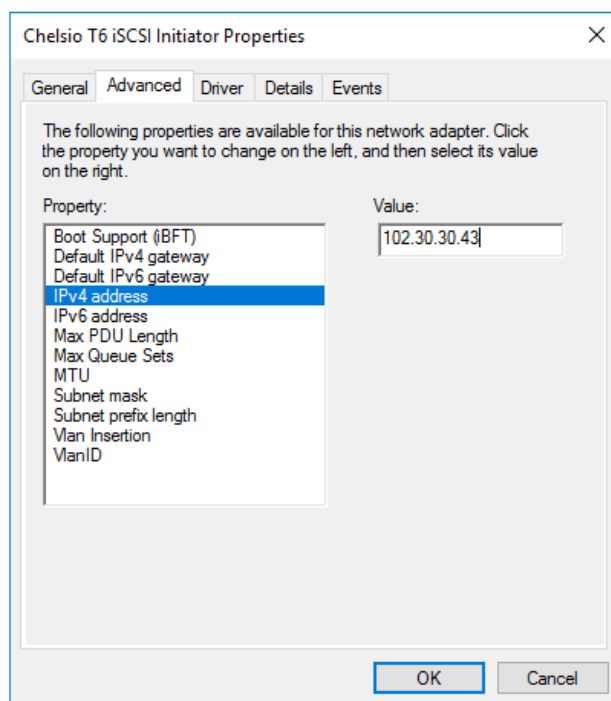 Chelsio T6 iSCSI Initiator Properties
General Advanced Driver Details Events
The following properties are available for this network adapter. Click
the property you want to change on the left, and then select its value
on the right.
Property: Value:
Boot Support (iBFT) 102.30.30.43
Default IPv4 gateway
Default IPv6 gateway
IPv4 address
IPv6 address
Max PDU Length
Max Queue Sets
MTU
Subnet mask
Subnet prefix length
Vlan Insertion
VlanID
OK Cancel